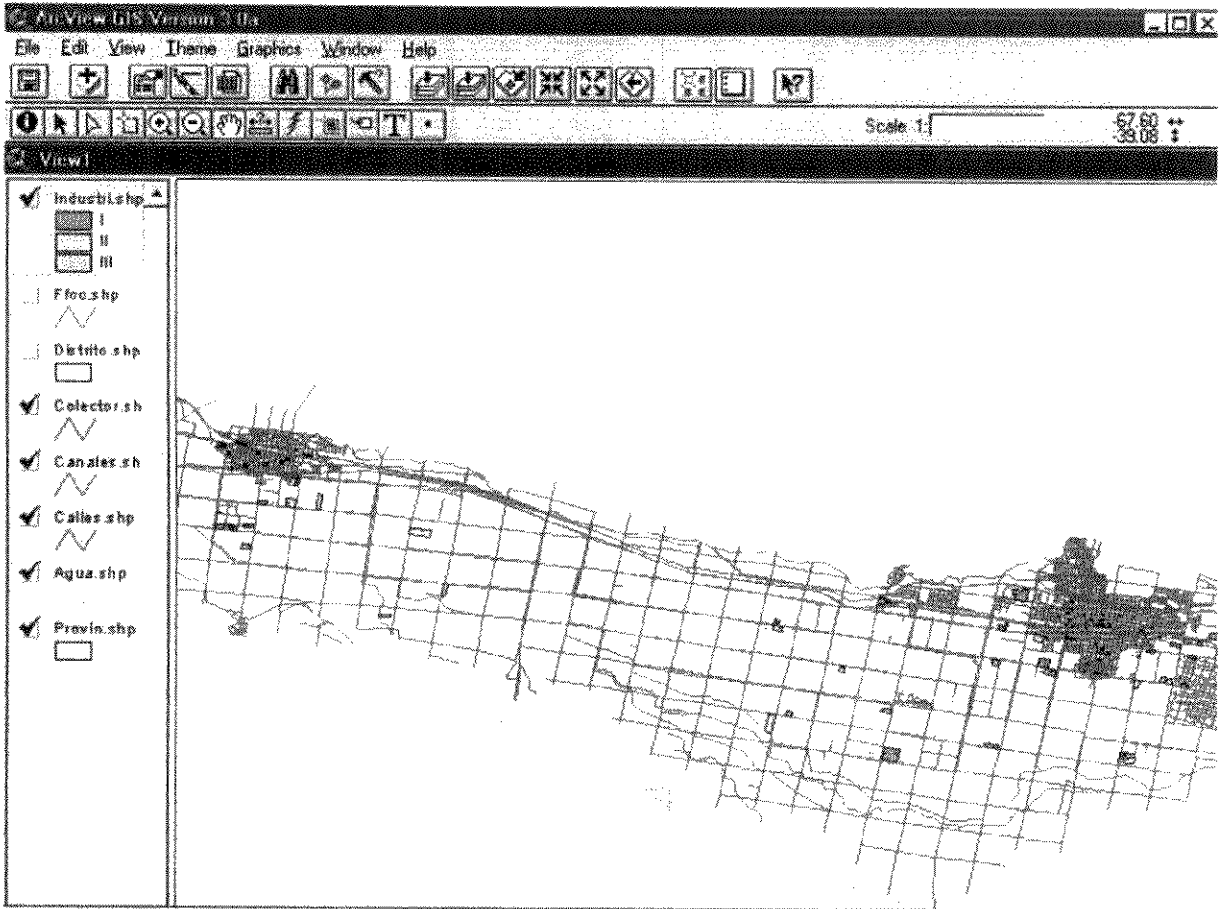 ArcView GIS Version 3.0a
File Edit View Theme Graphics Window Help
Scale 1:
-67.60
-39.08
View1
Industri.shp
I
II
III
Ffcc.shp
Distrito.shp
Colector.sh
Canales.sh
Calles.shp
Agua.shp
Provin.shp